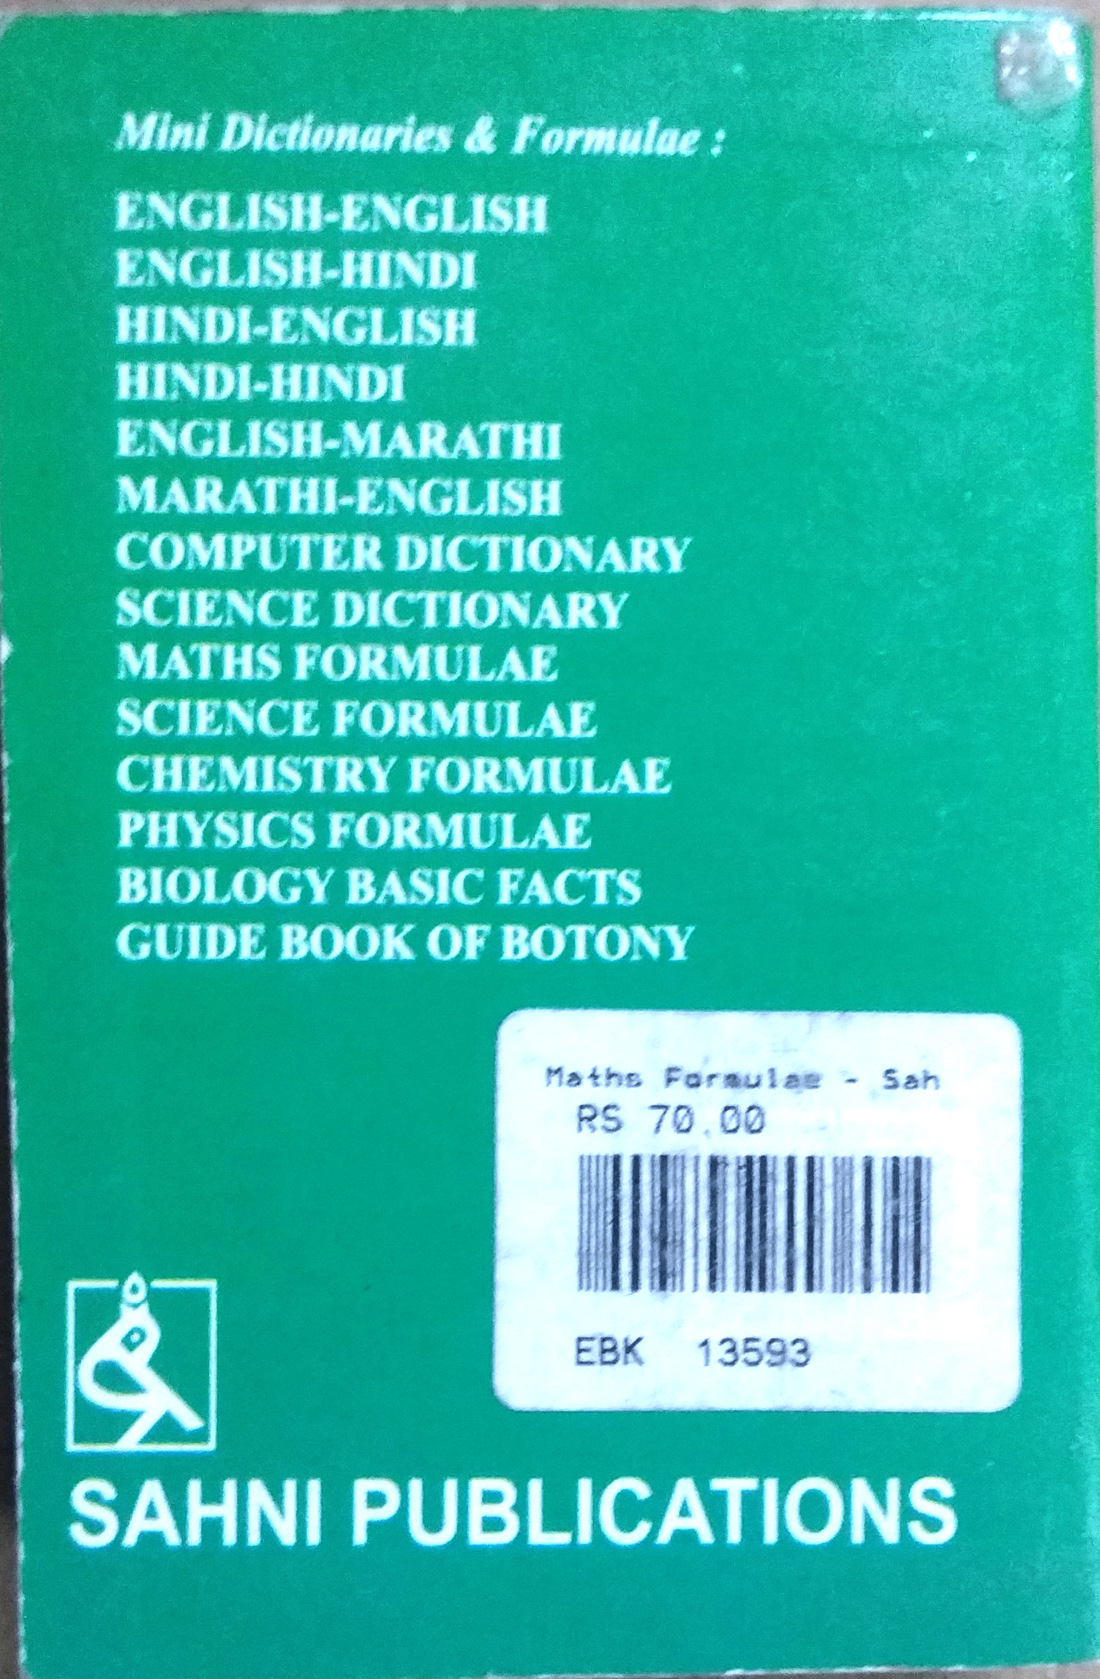 Mini Dictionaries & Formulae :
ENGLISH-ENGLISH
ENGLISH-HINDI
HINDI-ENGLISH
HINDI-HINDI
ENGLISH-MARATHI
MARATHI-ENGLISH
COMPUTER DICTIONARY
SCIENCE DICTIONARY
MATHS FORMULAE
SCIENCE FORMULAE
CHEMISTRY FORMULAE
PHYSICS FORMULAE
BIOLOGY BASIC FACTS
GUIDE BOOK OF BOTONY
Maths Formulae - Sah
RS 70.00
EBK 13593
SAHNI PUBLICATIONS